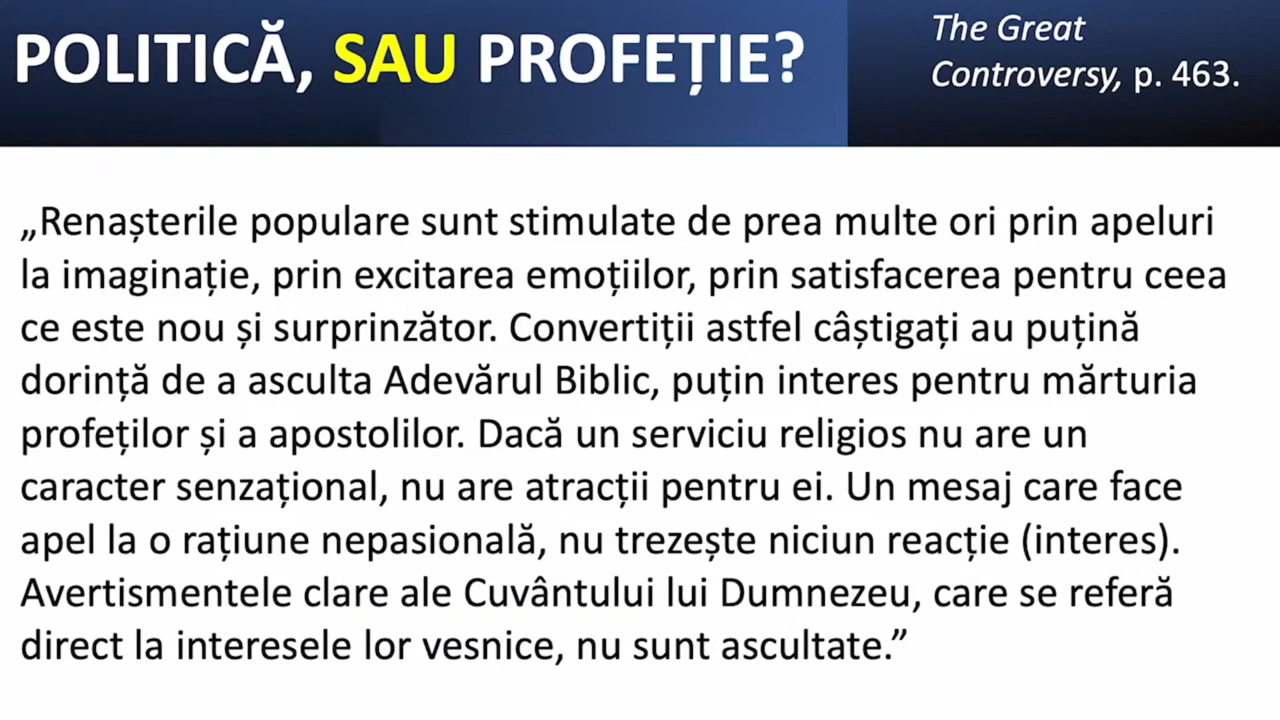 POLITICĂ, SAU PROFEȚIE?
The Great
Controversy, p. 463.
„Renașterile populare sunt stimulate de prea multe ori prin apeluri
la imaginație, prin excitarea emoțiilor, prin satisfacerea pentru ceea
ce este nou și surprinzător. Convertiții astfel câștigați au puțină
dorință de a asculta Adevărul Biblic, puțin interes pentru mărturia
profeților și a apostolilor. Dacă un serviciu religios nu are un
caracter senzațional, nu are atracții pentru ei. Un mesaj care face
apel la o rațiune nepasională, nu trezește niciun reacție (interes).
Avertismentele clare ale Cuvântului lui Dumnezeu, care se referă
direct la interesele lor vesnice, nu sunt ascultate.”